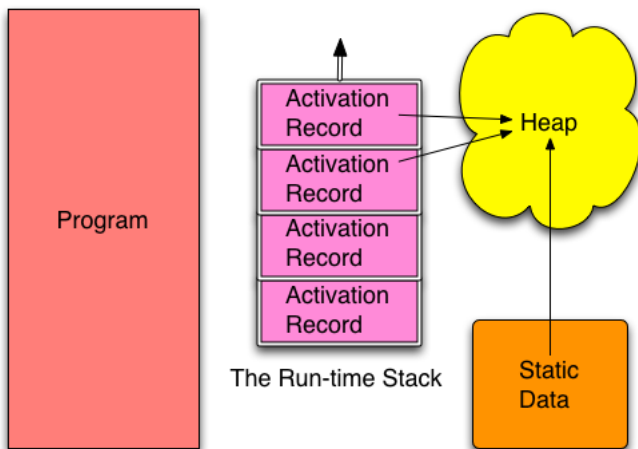 Program
Activation
Record
Activation
Record
Activation
Record
Activation
Record
The Run-time Stack
Heap
Static
Data